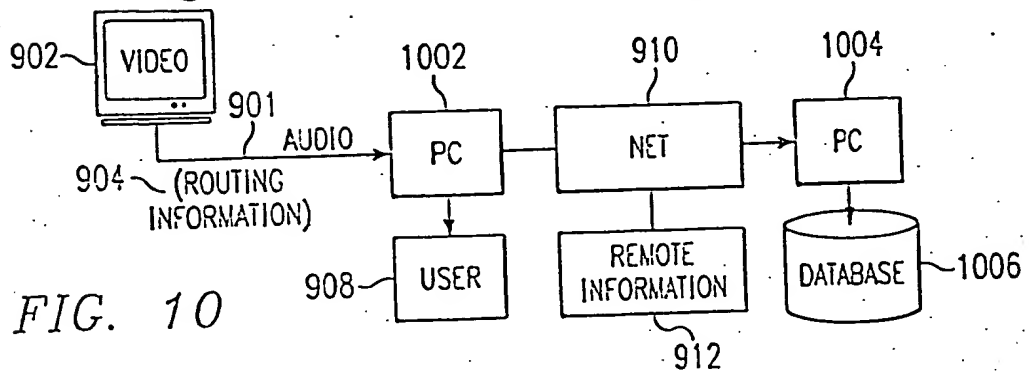 902
VIDEO
901
AUDIO
904
(ROUTING
INFORMATION)
1002
PC
908
USER
910
NET
REMOTE
INFORMATION
912
1004
PC
DATABASE
1006
FIG. 10